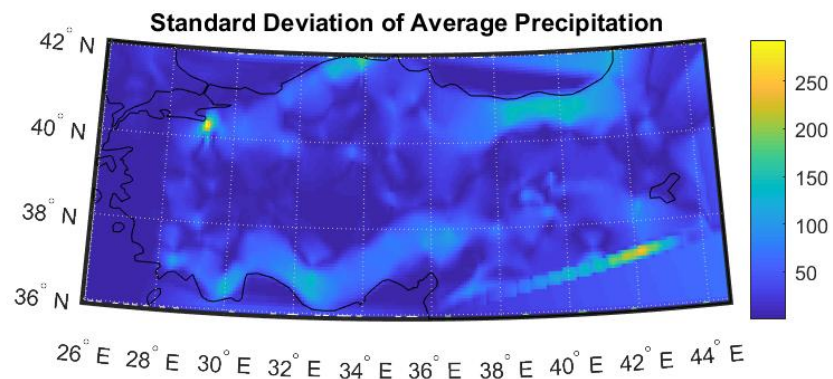 Standard Deviation of Average Precipitation
42° N
40° N
38° N
36° N
26° E 28° E 30° E 32° E 34° E 36° E 38° E 40° E 42° E 44° E
250
200
150
100
50